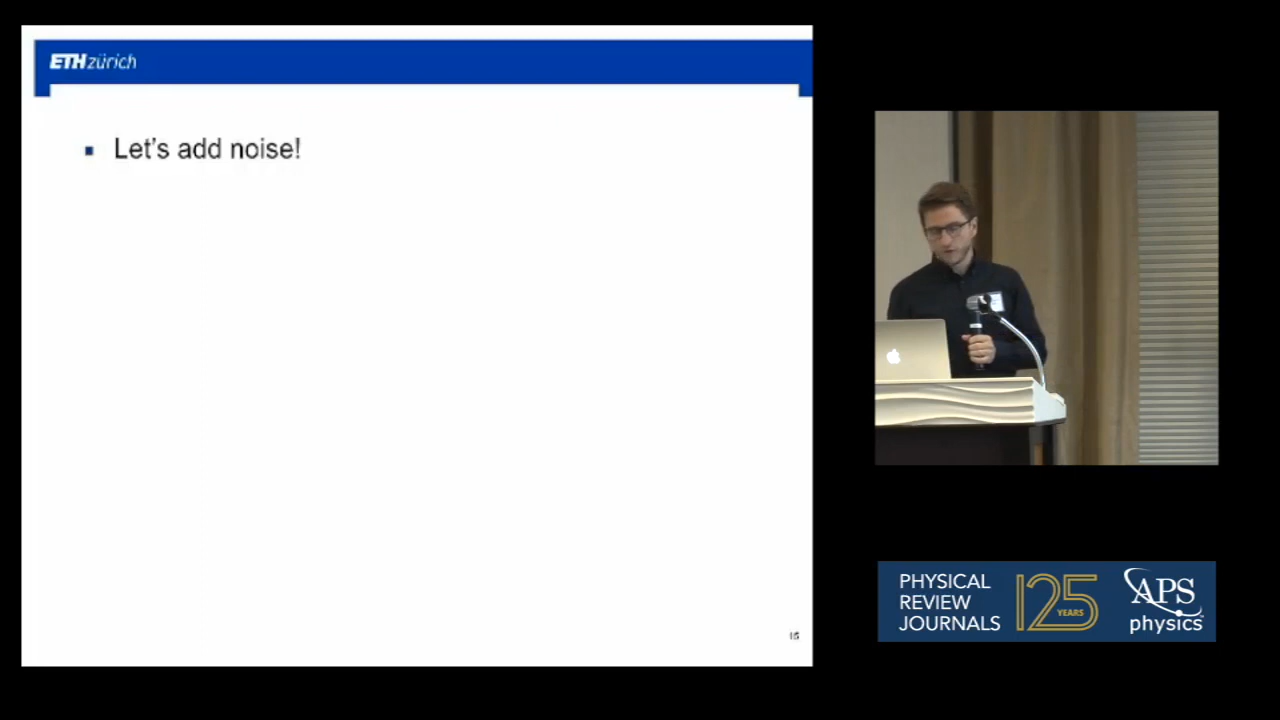 ETH zürich
Let's add noise!
15
PHYSICAL
REVIEW
JOURNALS
125
YEARS
APS
physics